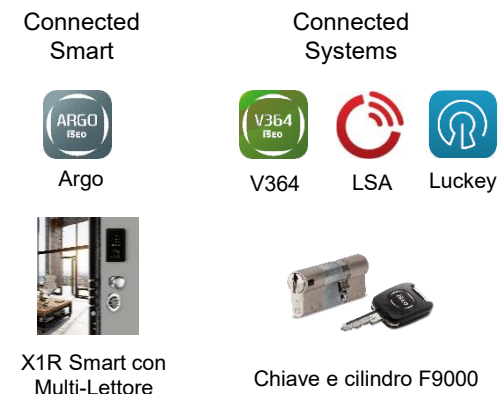 Connected
Smart
Connected
Systems
ARGO
ISEO
V364
ISEO
Argo
V364
LSA
Luckey
X1R Smart con
Multi-Lettore
ISEO
Chiave e cilindro F9000